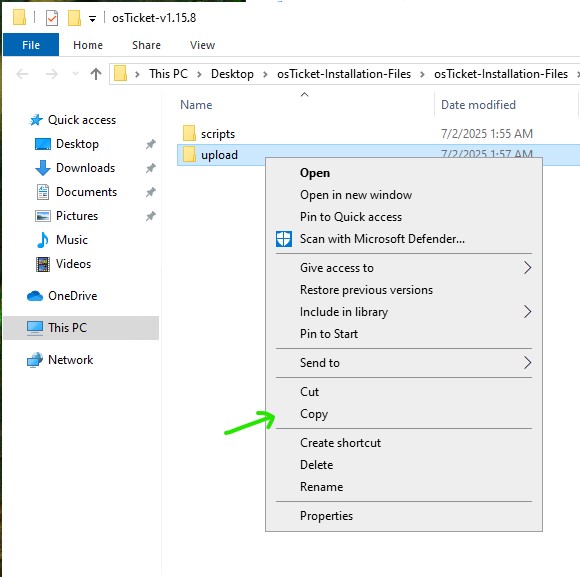 osTicket-v1.15.8
File Home Share View
This PC Desktop osTicket-Installation-Files osTicket-Installation-Files
Name Date modified
Quick access
Desktop
Downloads
Documents
Pictures
Music
Videos
OneDrive
This PC
Network
scripts 7/2/2025 1:55 AM
upload 7/2/2025 1:57 AM
Open
Open in new window
Pin to Quick access
Scan with Microsoft Defender...
Give access to
Restore previous versions
Include in library
Pin to Start
Send to
Cut
Copy
Create shortcut
Delete
Rename
Properties